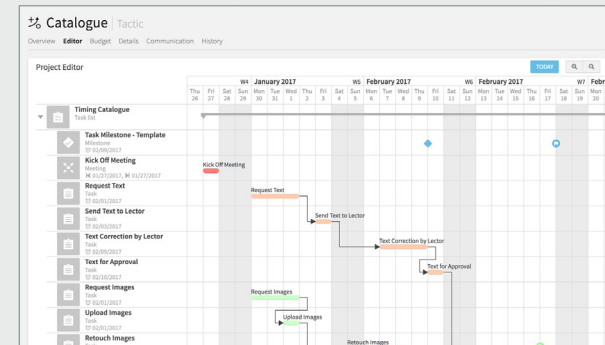 Catalogue Tactic
Overview Editor Budget Details Communication History
Project Editor
TODAY
W4 January 2017 W5 February 2017 W6 February 2017 W7 Febr
Thu Fri Sat Sun Mon Tue Wed Thu Fri Sat Sun Mon Tue Wed Thu Fri Sat Sun Mon Tue Wed Thu Fri Sat Sun Mon
26 27 28 29 30 31 1 2 3 4 5 6 7 8 9 10 11 12 13 14 15 16 17 18 19 20
Timing Catalogue
Task list
Task Milestone - Template
Milestone
02/09/2017
Kick Off Meeting
Kick Off Meeting
Meeting
01/27/2017, 01/27/2017
Request Text
Request Text
Task
02/01/2017
Send Text to Lector
Send Text to Lector
Task
02/03/2017
Text Correction by Lector
Text Correction by Lector
Task
02/09/2017
Text for Approval
Text for Approval
Task
02/10/2017
Request Images
Request Images
Task
02/01/2017
Upload Images
Upload Images
Task
02/01/2017
Retouch Images
Retouch Images